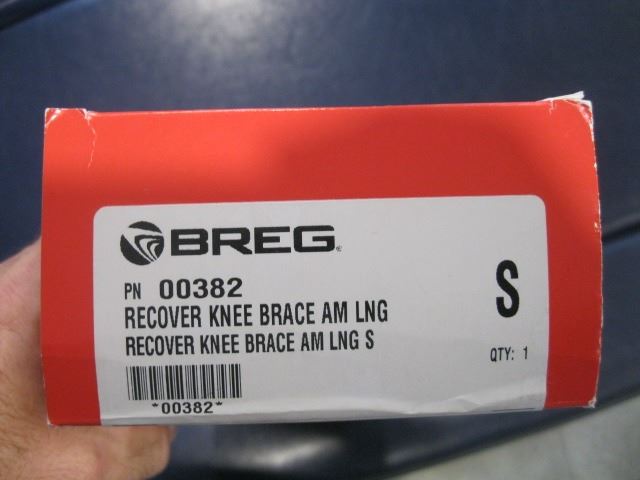 BREG®
PN 00382
RECOVER KNEE BRACE AM LNG
RECOVER KNEE BRACE AM LNG S
*00382*
S
QTY: 1